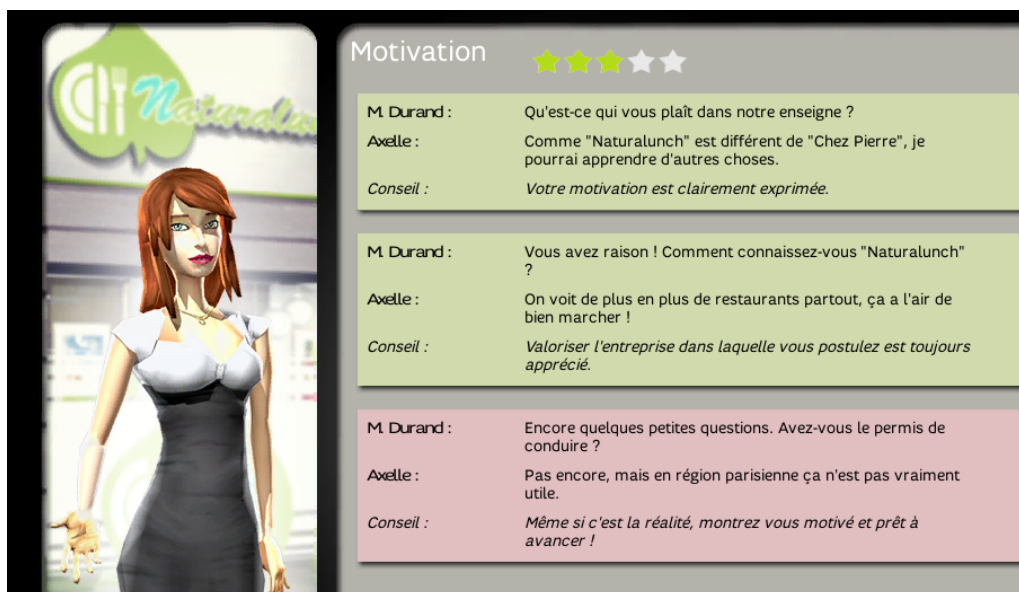 Naturalu
Motivation
M. Durand :
Qu'est-ce qui vous plaît dans notre enseigne ?
Axelle :
Comme "Naturalunch" est différent de "Chez Pierre", je
pourrai apprendre d'autres choses.
Conseil :
Votre motivation est clairement exprimée.
M. Durand :
Vous avez raison ! Comment connaissez-vous "Naturalunch"
?
Axelle :
On voit de plus en plus de restaurants partout, ça a l'air de
bien marcher !
Conseil :
Valoriser l'entreprise dans laquelle vous postulez est toujours
apprécié.
M. Durand :
Encore quelques petites questions. Avez-vous le permis de
conduire ?
Axelle :
Pas encore, mais en région parisienne ça n'est pas vraiment
utile.
Conseil :
Même si c'est la réalité, montrez vous motivé et prêt à
avancer !